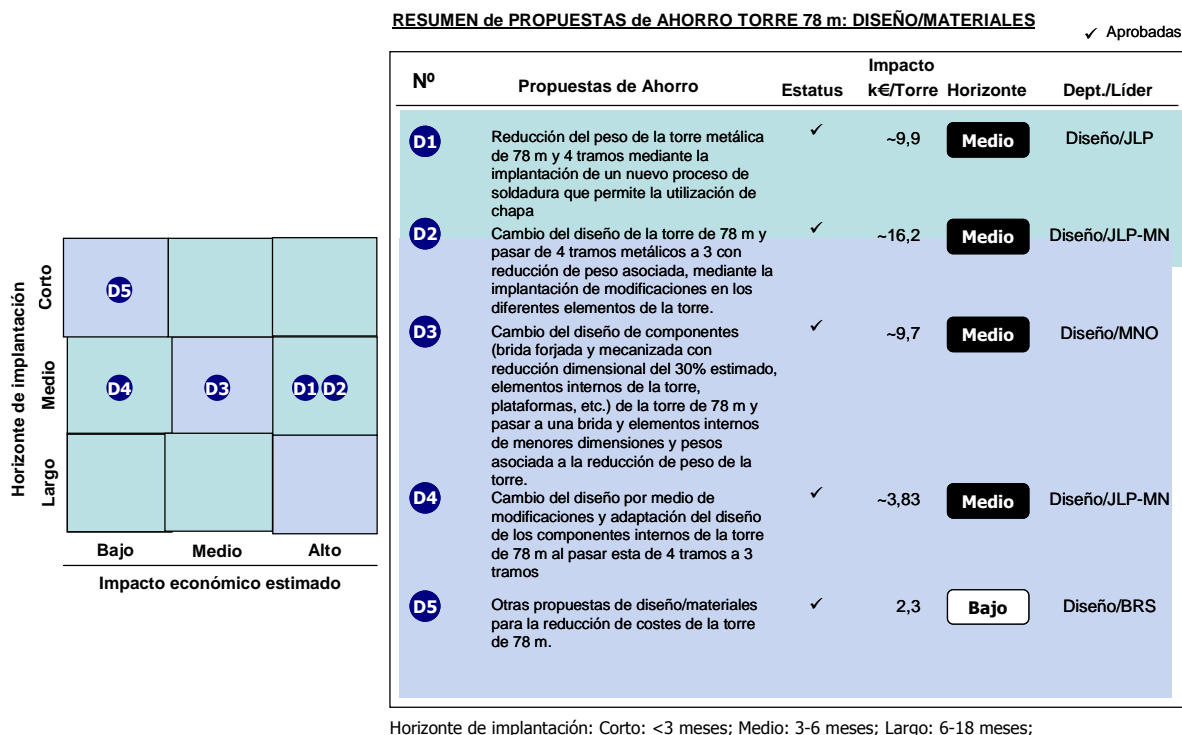 RESUMEN de PROPUESTAS de AHORRO TORRE 78 m: DISEÑO/MATERIALES
✓ Aprobadas
Nº Propuestas de Ahorro Estatus Impacto k€/Torre Horizonte Dept./Líder
D1 Reducción del peso de la torre metálica ✓ ~9,9 Medio Diseño/JLP
de 78 m y 4 tramos mediante la
implantación de un nuevo proceso de
soldadura que permite la utilización de
chapa
D2 Cambio del diseño de la torre de 78 m y ✓ ~16,2 Medio Diseño/JLP-MN
pasar de 4 tramos metálicos a 3 con
reducción de peso asociada, mediante la
implantación de modificaciones en los
diferentes elementos de la torre.
D3 Cambio del diseño de componentes ✓ ~9,7 Medio Diseño/MNO
(brida forjada y mecanizada con
reducción dimensional del 30% estimado,
elementos internos de la torre,
plataformas, etc.) de la torre de 78 m y
pasar a una brida y elementos internos
de menores dimensiones y pesos
asociada a la reducción de peso de la
torre.
D4 Cambio del diseño por medio de ✓ ~3,83 Medio Diseño/JLP-MN
modificaciones y adaptación del diseño
de los componentes internos de la torre
de 78 m al pasar esta de 4 tramos a 3
tramos
D5 Otras propuestas de diseño/materiales ✓ 2,3 Bajo Diseño/BRS
para la reducción de costes de la torre
de 78 m.
Horizonte de implantación
Corto
Medio
Largo
D5
D4 D3 D1 D2
Bajo Medio Alto
Impacto económico estimado
Horizonte de implantación: Corto: <3 meses; Medio: 3-6 meses; Largo: 6-18 meses;